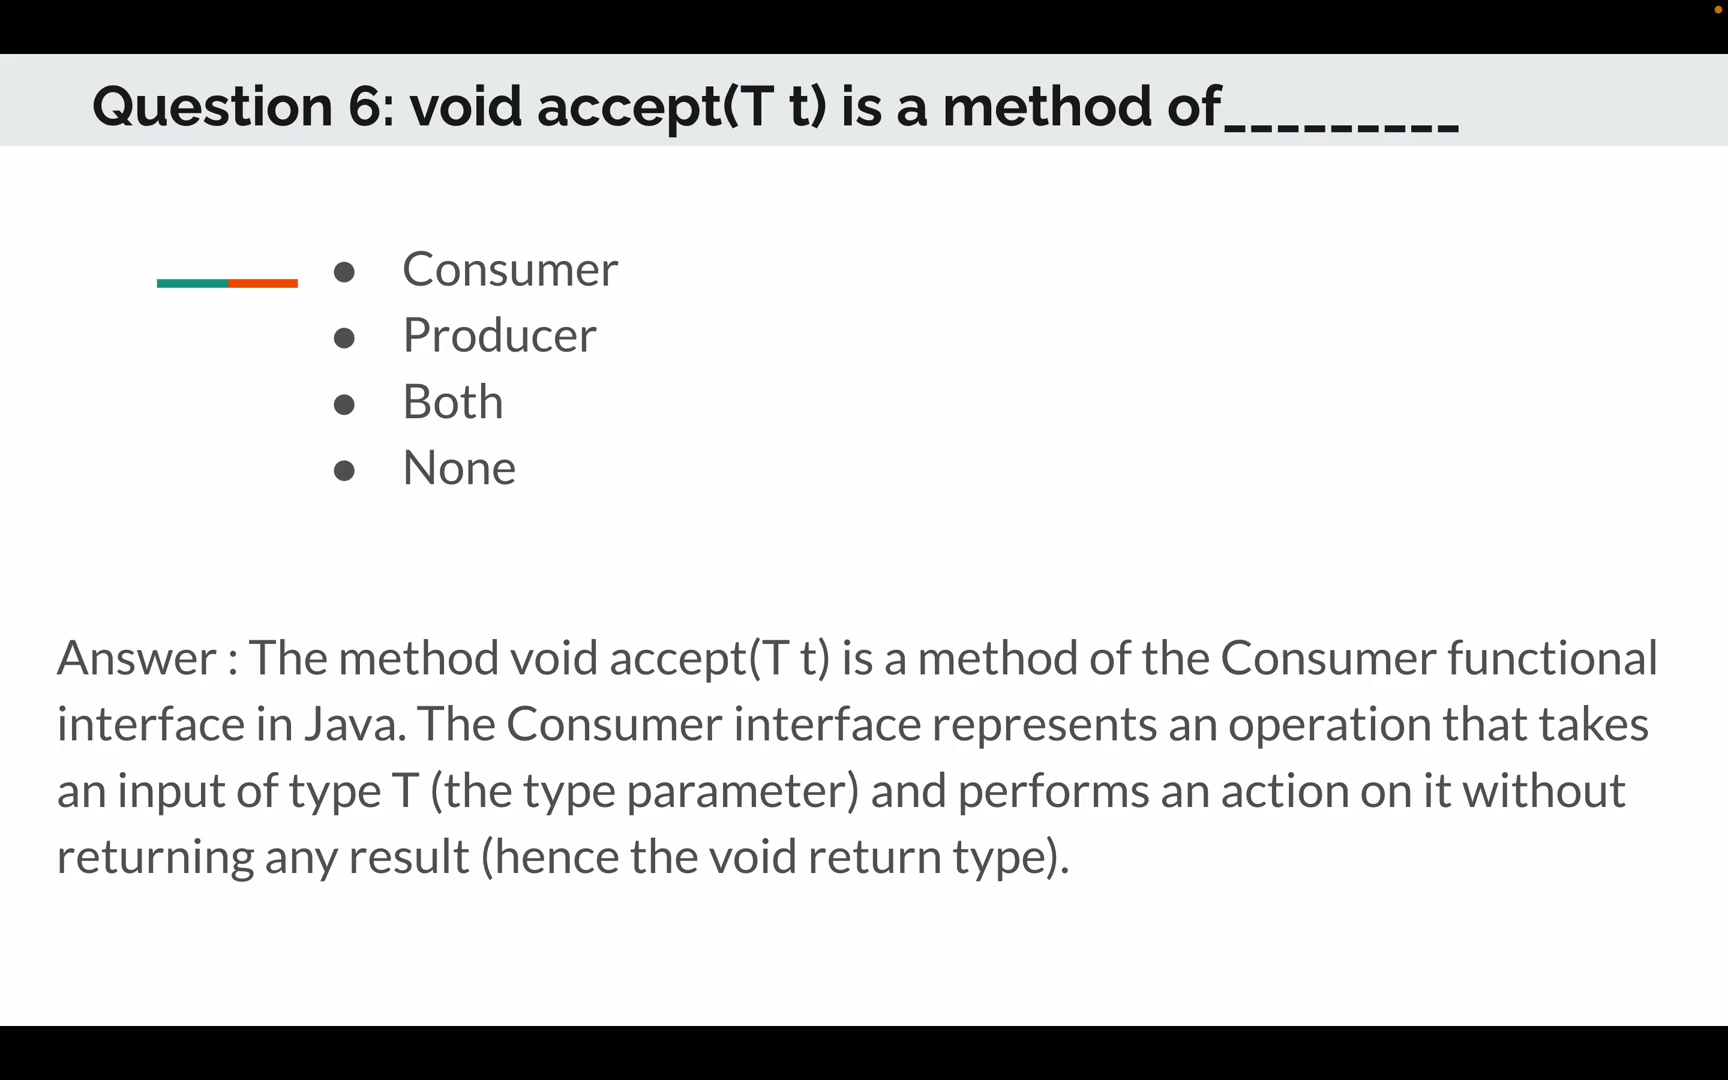 Question 6: void accept(T t) is a method of_________
● Consumer
● Producer
● Both
● None
Answer : The method void accept(T t) is a method of the Consumer functional
interface in Java. The Consumer interface represents an operation that takes
an input of type T (the type parameter) and performs an action on it without
returning any result (hence the void return type).